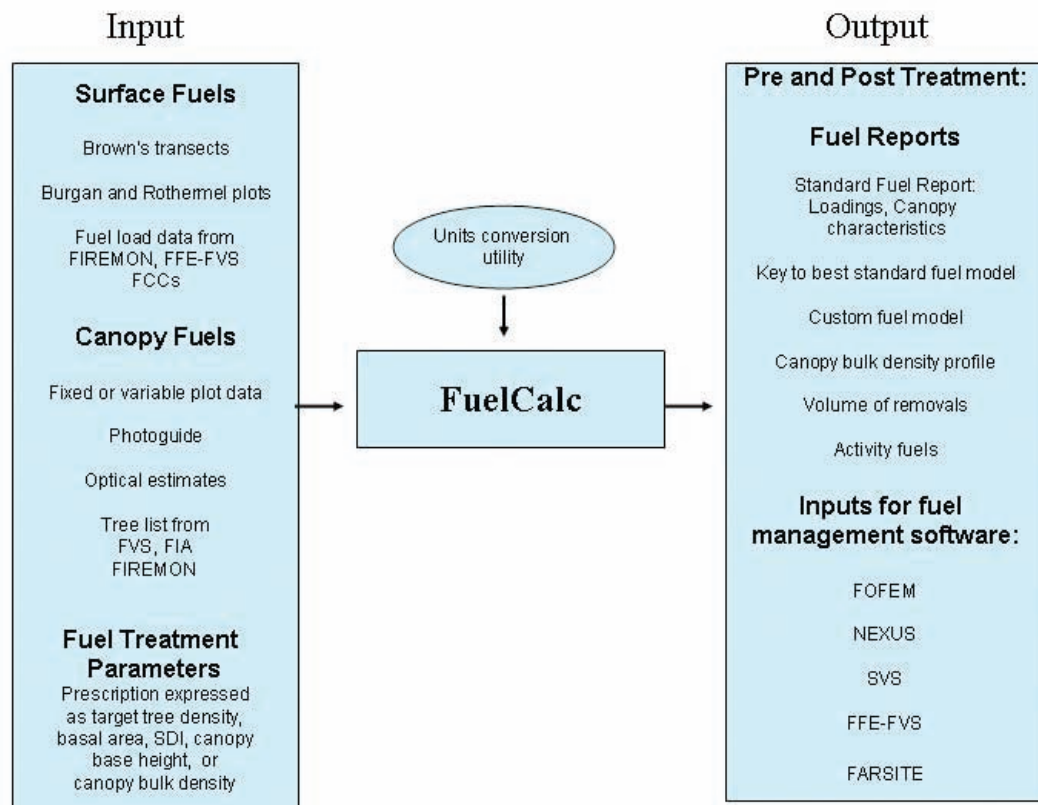 Input
Surface Fuels
Brown's transects
Burgan and Rothermel plots
Fuel load data from
FIREMON, FFE-FVS
FCCs
Canopy Fuels
Fixed or variable plot data
Photoguide
Optical estimates
Tree list from
FVS, FIA
FIREMON
Fuel Treatment
Parameters
Prescription expressed
as target tree density,
basal area, SDI, canopy
base height, or
canopy bulk density
Units conversion
utility
FuelCalc
Output
Pre and Post Treatment:
Fuel Reports
Standard Fuel Report:
Loadings, Canopy
characteristics
Key to best standard fuel model
Custom fuel model
Canopy bulk density profile
Volume of removals
Activity fuels
Inputs for fuel
management software:
FOFEM
NEXUS
SVS
FFE-FVS
FARSITE